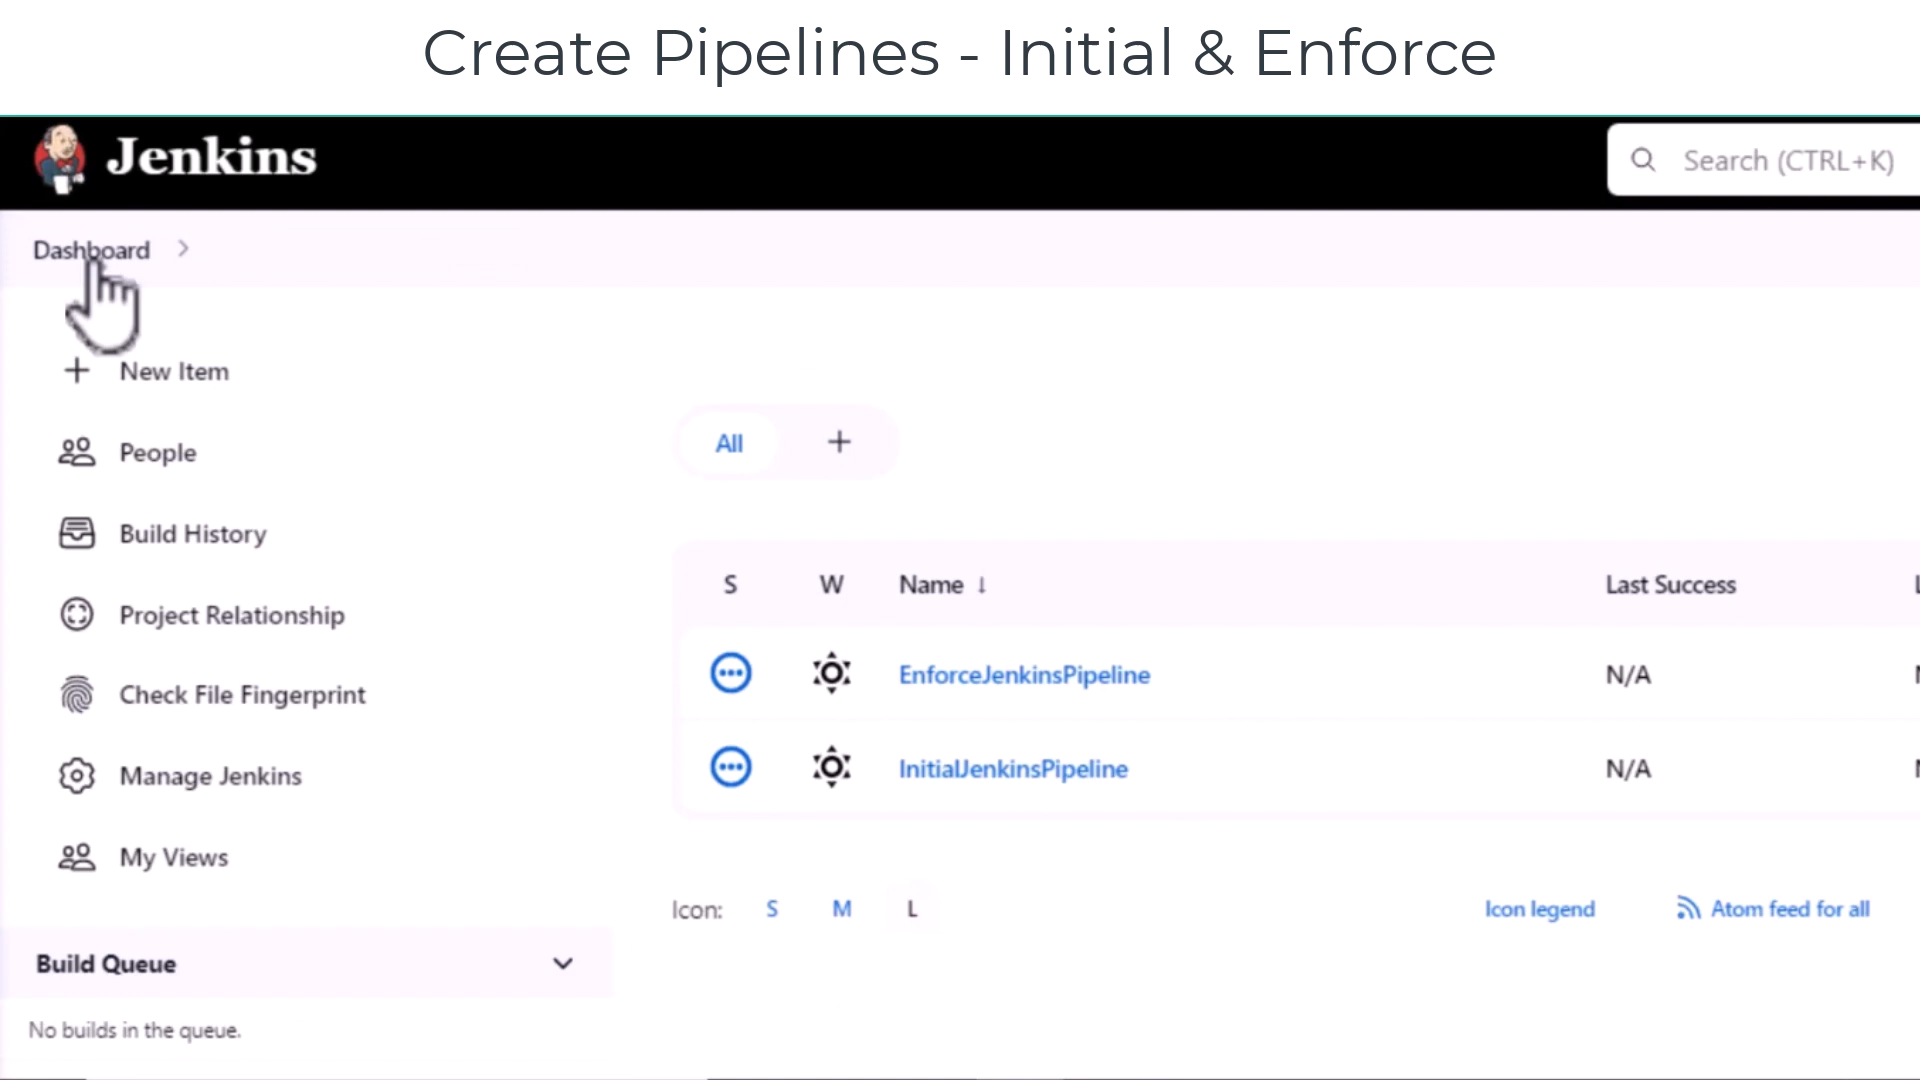 Create Pipelines - Initial & Enforce
Jenkins
Search (CTRL+K)
Dashboard
New Item
People
Build History
Project Relationship
Check File Fingerprint
Manage Jenkins
My Views
Build Queue
No builds in the queue.
All +
S W Name ↓ Last Success
EnforceJenkinsPipeline N/A
InitialJenkinsPipeline N/A
Icon: S M L
Icon legend
Atom feed for all